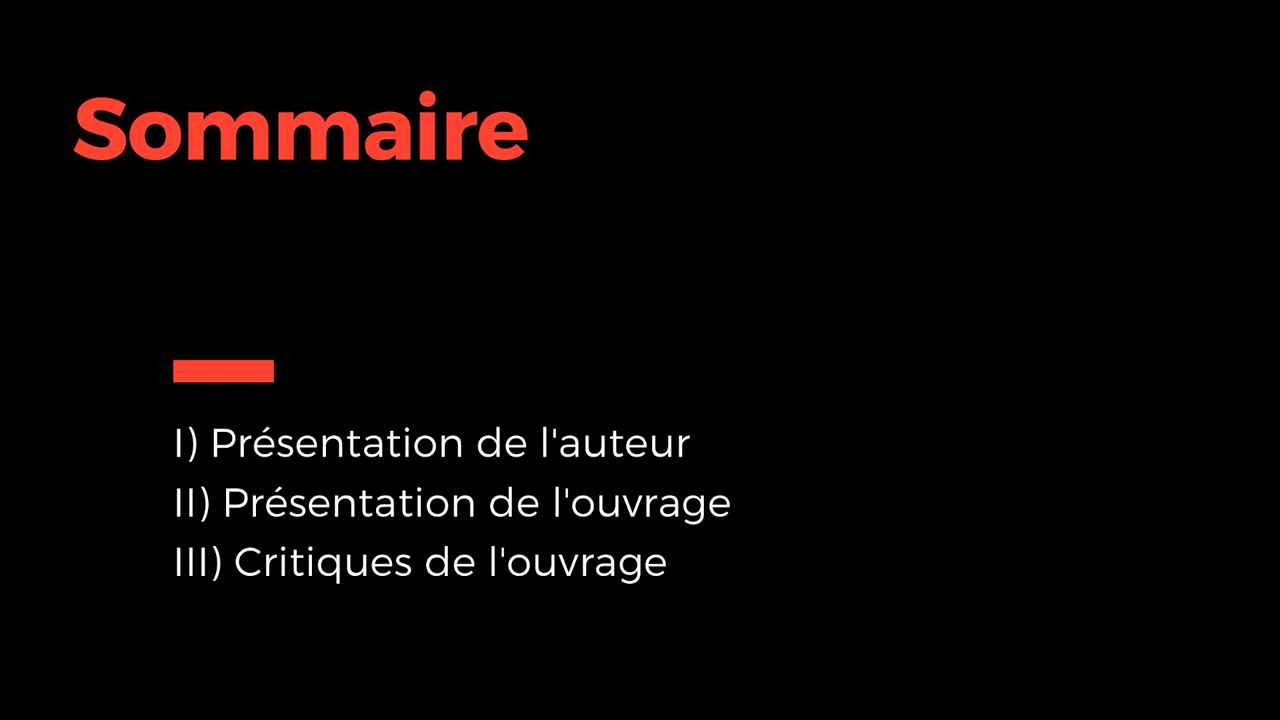 Sommaire
I) Présentation de l'auteur
II) Présentation de l'ouvrage
III) Critiques de l'ouvrage